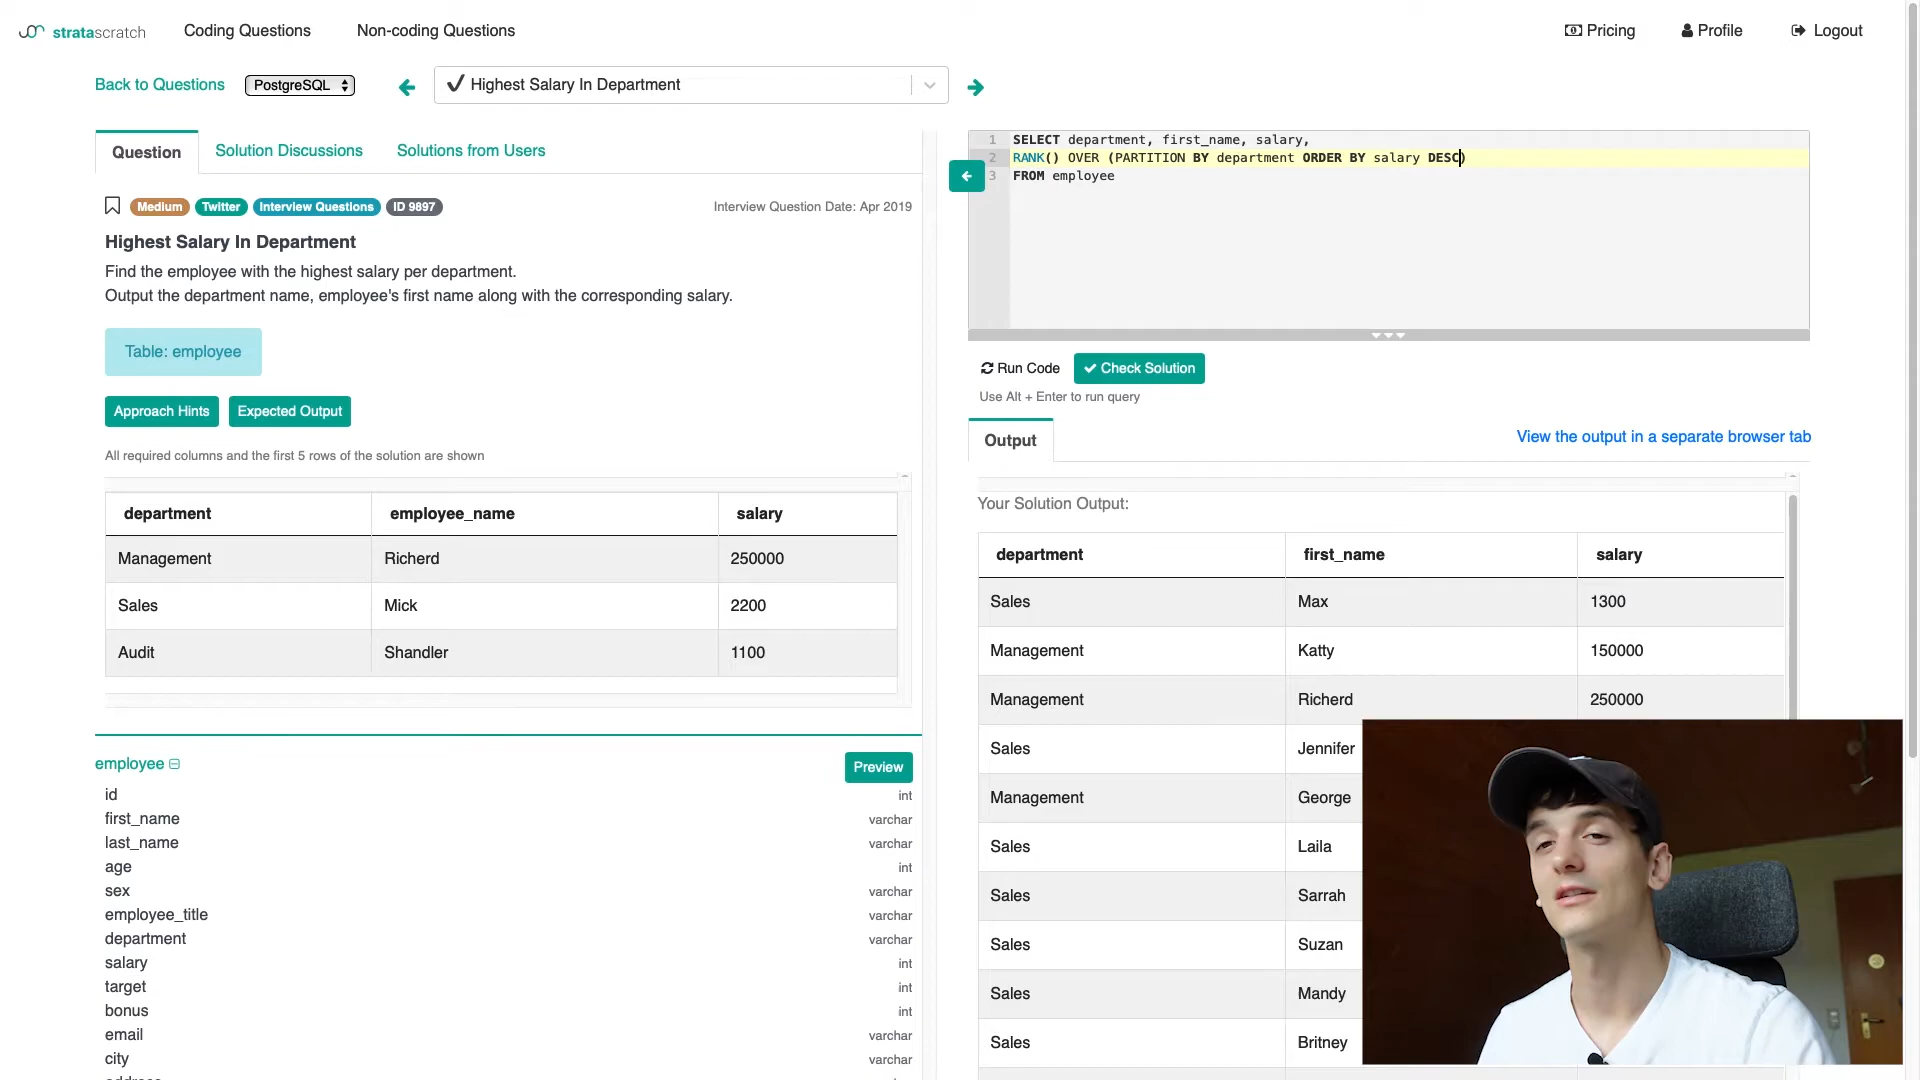 stratascratch
Coding Questions
Non-coding Questions
Pricing
Profile
Logout
Back to Questions
PostgreSQL
Highest Salary In Department
Question
Solution Discussions
Solutions from Users
Medium
Twitter
Interview Questions
ID 9897
Interview Question Date: Apr 2019
Highest Salary In Department
Find the employee with the highest salary per department.
Output the department name, employee's first name along with the corresponding salary.
Table: employee
Approach Hints
Expected Output
All required columns and the first 5 rows of the solution are shown
department employee_name salary
Management Richerd 250000
Sales Mick 2200
Audit Shandler 1100
employee
Preview
id int
first_name varchar
last_name varchar
age int
sex varchar
employee_title varchar
department varchar
salary int
target int
bonus int
email varchar
city varchar
1 SELECT department, first_name, salary,
2 RANK() OVER (PARTITION BY department ORDER BY salary DESC)
3 FROM employee
Run Code
Check Solution
Use Alt + Enter to run query
Output
View the output in a separate browser tab
Your Solution Output:
department first_name salary
Sales Max 1300
Management Katty 150000
Management Richerd 250000
Sales Jennifer
Management George
Sales Laila
Sales Sarrah
Sales Suzan
Sales Mandy
Sales Britney